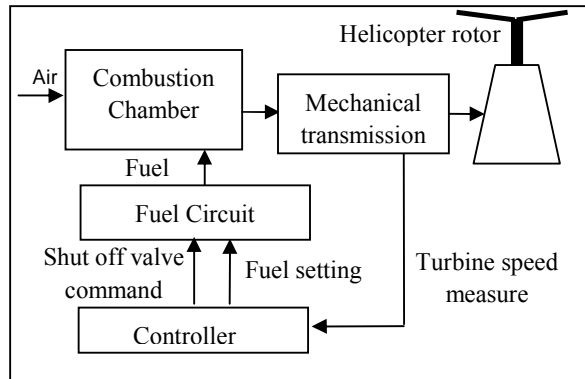 Helicopter rotor
Air
Combustion
Chamber
Mechanical
transmission
Fuel
Fuel Circuit
Shut off valve
command
Fuel setting
Turbine speed
measure
Controller